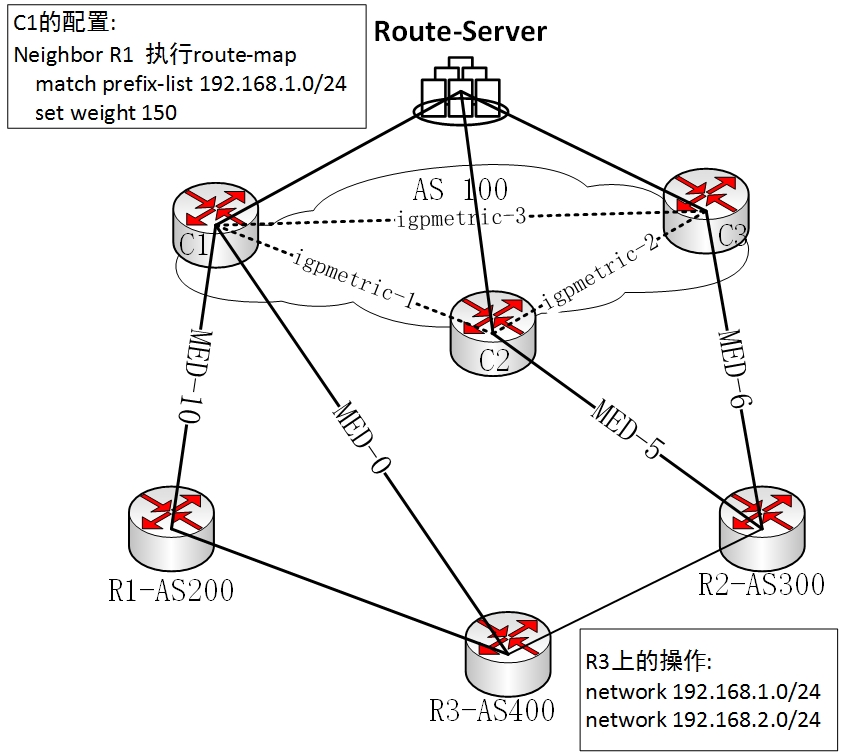 C1的配置:
Neighbor R1 执行route-map
match prefix-list 192.168.1.0/24
set weight 150
Route-Server
AS 100
C1
igpmetric-3
C3
igpmetric-1
igpmetric-2
C2
MED-10
MED-0
MED-5
MED-6
R1-AS200
R2-AS300
R3-AS400
R3上的操作:
network 192.168.1.0/24
network 192.168.2.0/24